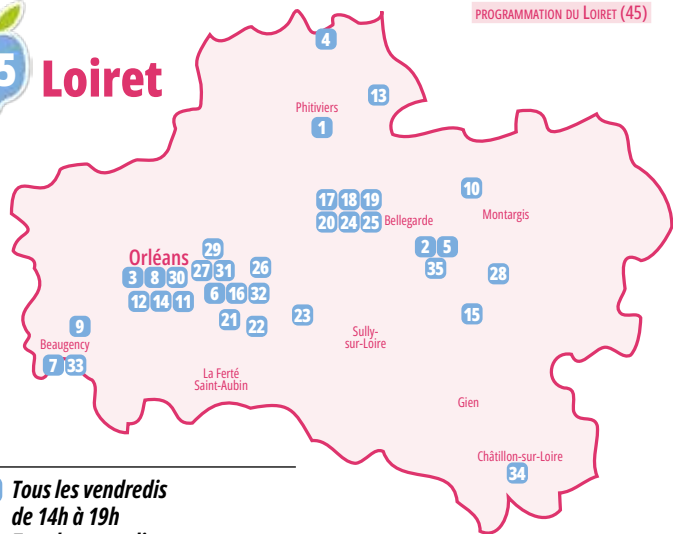 PROGRAMMATION DU LOIRET (45)
5
Loiret
4
13
Phitiviers
1
10
17 18 19
20 24 25 Bellegarde
Montargis
2 5
35
29
Orléans
27 31 26
28
3 8 30
6 16 32
12 14 11
15
23
21 22
9
Beaugency
7 33
Sully-
sur-Loire
La Ferté
Saint-Aubin
Gien
Châtillon-sur-Loire
34
Tous les vendredis
de 14h à 19h